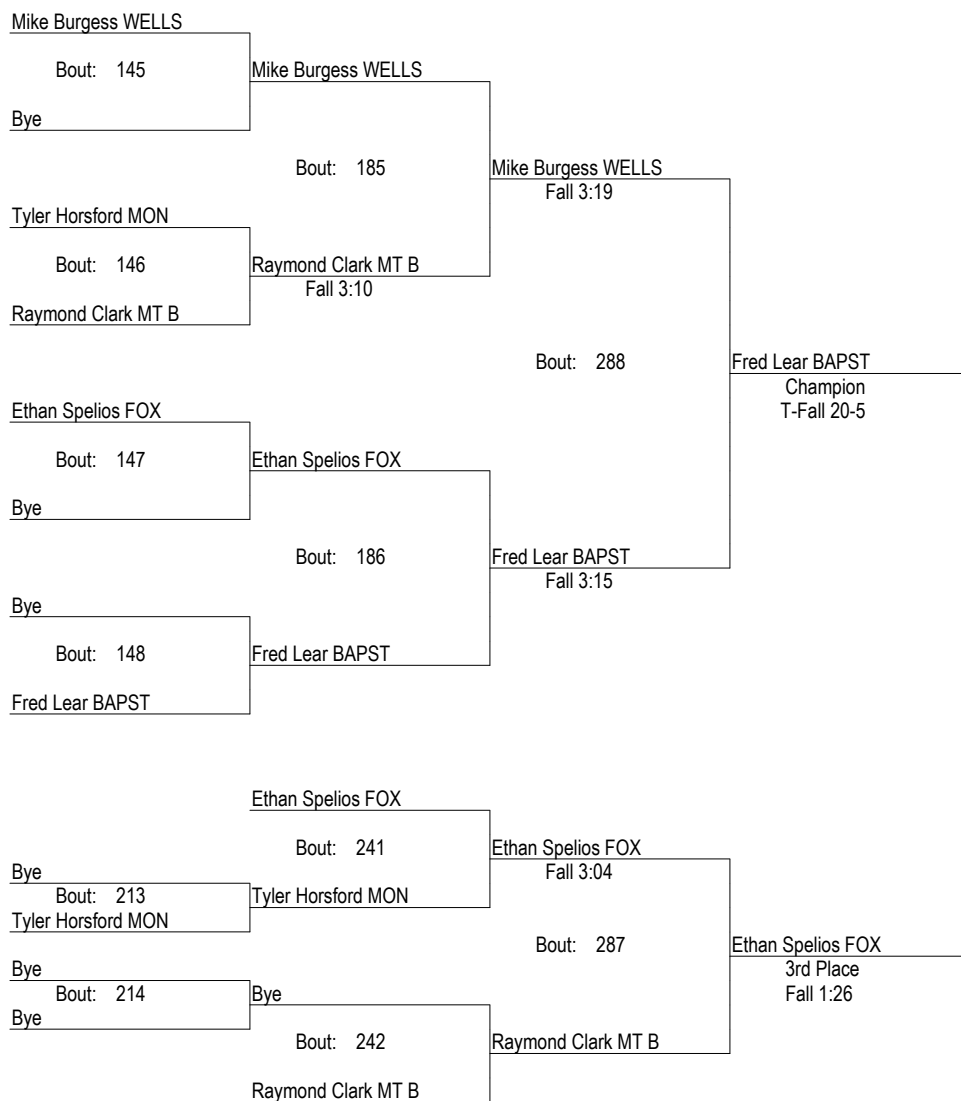 Mike Burgess WELLS
Bout: 145
Mike Burgess WELLS
Bye
Bout: 185
Mike Burgess WELLS
Fall 3:19
Tyler Horsford MON
Bout: 146
Raymond Clark MT B
Fall 3:10
Raymond Clark MT B
Bout: 288
Fred Lear BAPST
Champion
T-Fall 20-5
Ethan Spelios FOX
Bout: 147
Ethan Spelios FOX
Bye
Bout: 186
Fred Lear BAPST
Fall 3:15
Bye
Bout: 148
Fred Lear BAPST
Fred Lear BAPST
Ethan Spelios FOX
Bout: 241
Ethan Spelios FOX
Fall 3:04
Bye
Bout: 213
Tyler Horsford MON
Tyler Horsford MON
Bout: 287
Ethan Spelios FOX
3rd Place
Fall 1:26
Bye
Bout: 214
Bye
Bye
Bout: 242
Raymond Clark MT B
Raymond Clark MT B